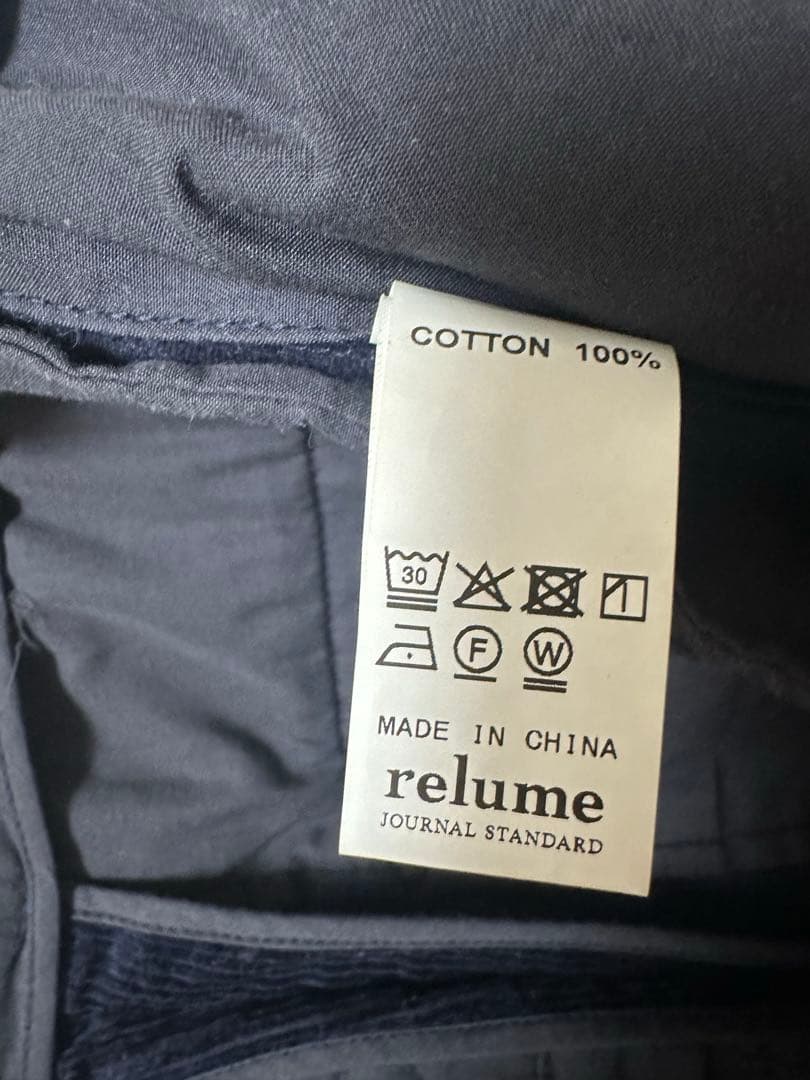 COTTON 100%
30
F W
MADE IN CHINA
relume
JOURNAL STANDARD